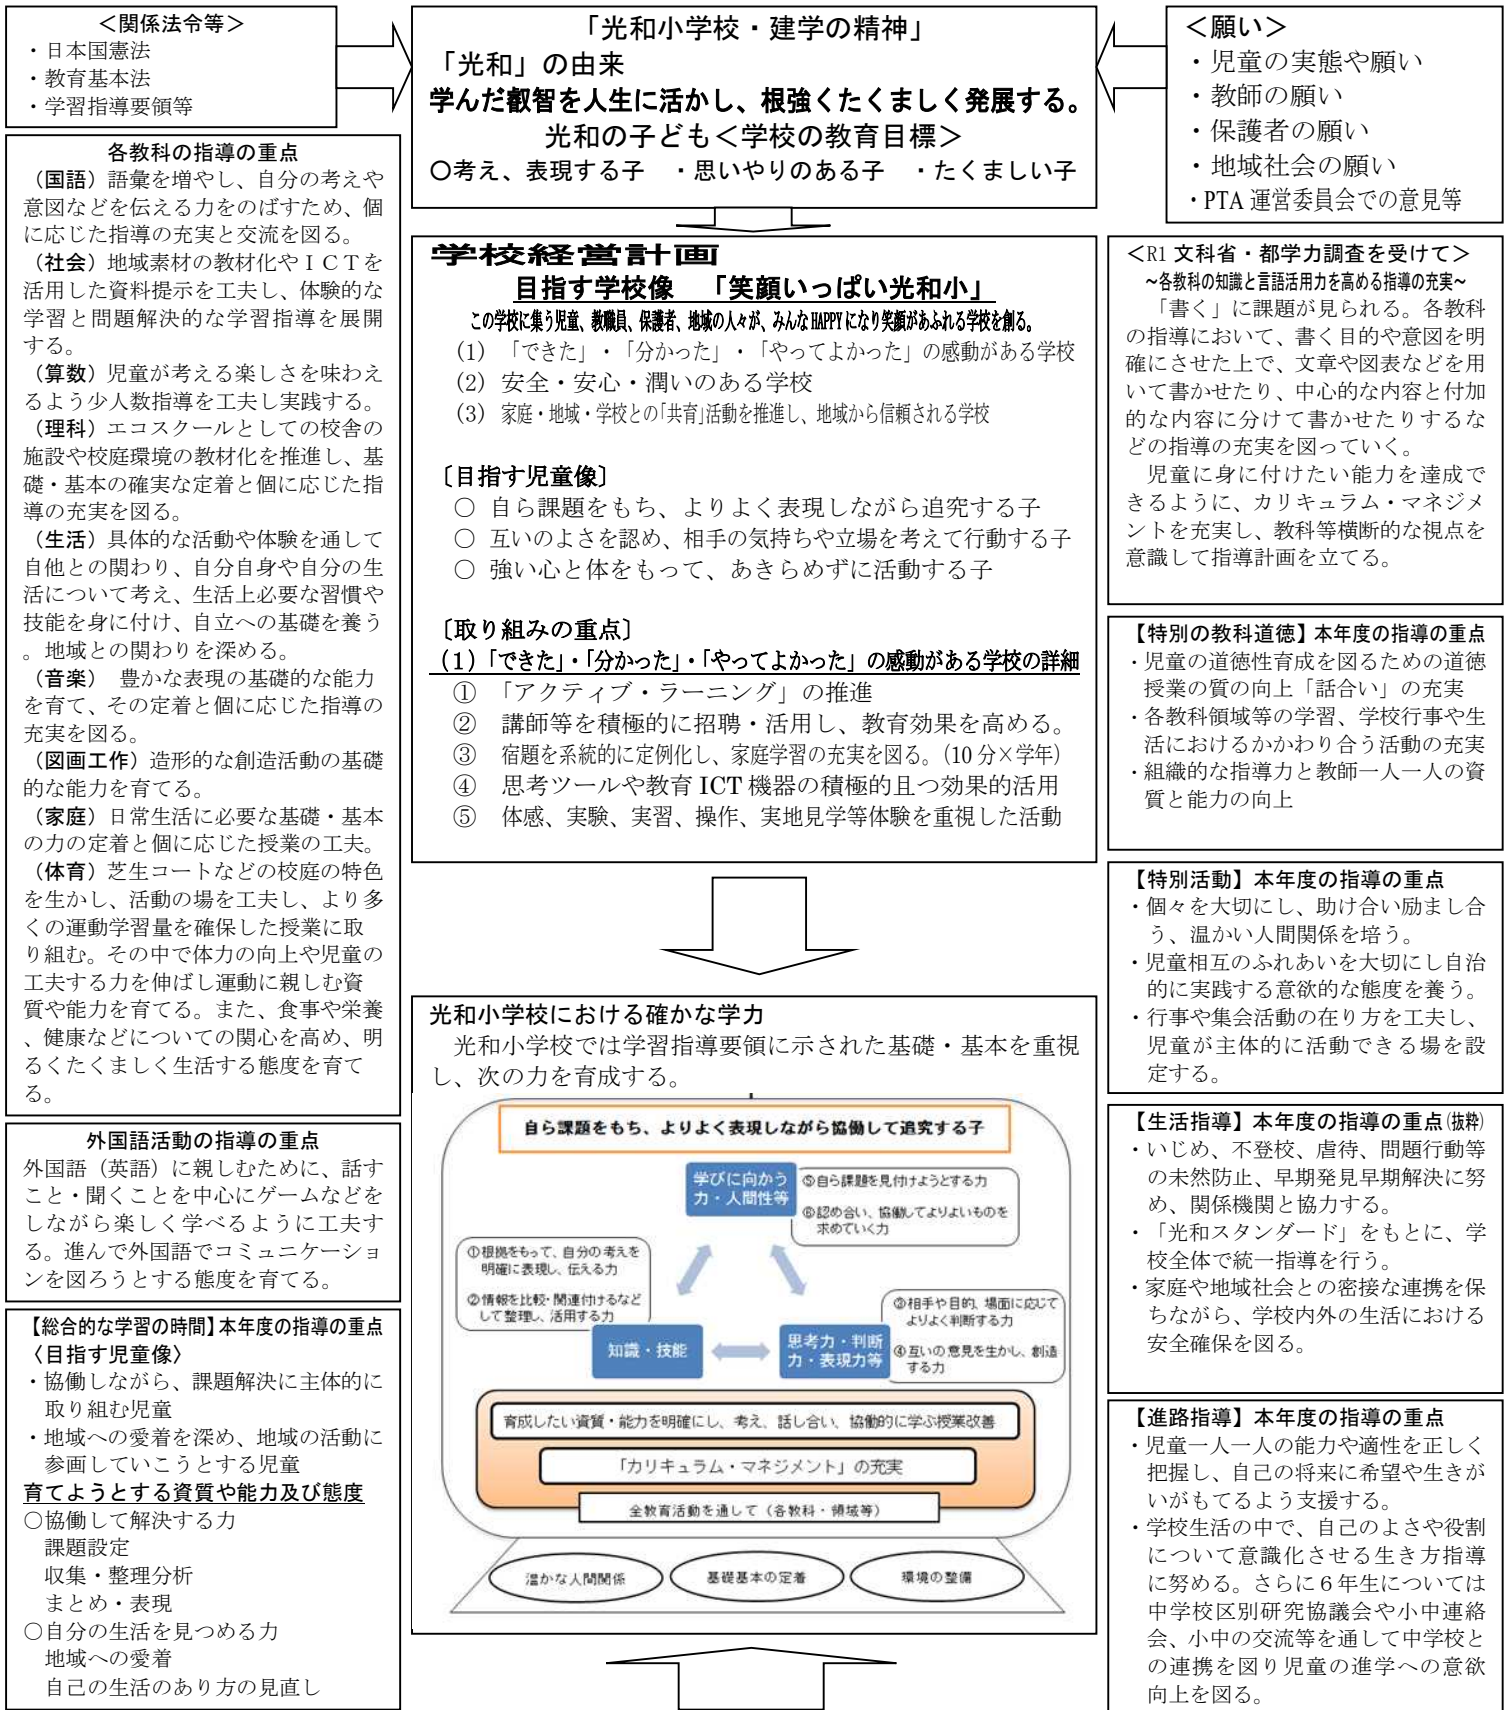 <関係法令等>
・日本国憲法
・教育基本法
・学習指導要領等
「光和小学校・建学の精神」
「光和」の由来
学んだ叡智を人生に活かし、根強くたくましく発展する。
光和の子ども<学校の教育目標>
○考え、表現する子　・思いやりのある子　・たくましい子
<願い>
・児童の実態や願い
・教師の願い
・保護者の願い
・地域社会の願い
・PTA 運営委員会での意見等
各教科の指導の重点
（国語）語彙を増やし、自分の考えや
意図などを伝える力をのばすため、個
に応じた指導の充実と交流を図る。
（社会）地域素材の教材化やＩＣＴを
活用した資料提示を工夫し、体験的な
学習と問題解決的な学習指導を展開
する。
（算数）児童が考える楽しさを味わえ
るよう少人数指導を工夫し実践する。
（理科）エコスクールとしての校舎の
施設や校庭環境の教材化を推進し、基
礎・基本の確実な定着と個に応じた指
導の充実を図る。
（生活）具体的な活動や体験を通して
自他との関わり、自分自身や自分の生
活について考え、生活上必要な習慣や
技能を身に付け、自立への基礎を養う
。地域との関わりを深める。
（音楽）　豊かな表現の基礎的な能力
を育て、その定着と個に応じた指導の
充実を図る。
（図画工作）造形的な創造活動の基礎
的な能力を育てる。
（家庭）日常生活に必要な基礎・基本
の力の定着と個に応じた授業の工夫。
（体育）芝生コートなどの校庭の特色
を生かし、活動の場を工夫し、より多
くの運動学習量を確保した授業に取
り組む。その中で体力の向上や児童の
工夫する力を伸ばし運動に親しむ資
質や能力を育てる。また、食事や栄養
、健康などについての関心を高め、明
るくたくましく生活する態度を育て
る。
外国語活動の指導の重点
外国語（英語）に親しむために、話す
こと・聞くことを中心にゲームなどを
しながら楽しく学べるように工夫す
る。進んで外国語でコミュニケーショ
ンを図ろうとする態度を育てる。
【総合的な学習の時間】本年度の指導の重点
〈目指す児童像〉
・協働しながら、課題解決に主体的に
取り組む児童
・地域への愛着を深め、地域の活動に
参画していこうとする児童
育てようとする資質や能力及び態度
○協働して解決する力
課題設定
収集・整理分析
まとめ・表現
○自分の生活を見つめる力
地域への愛着
自己の生活のあり方の見直し
学校経営計画
目指す学校像　「笑顔いっぱい光和小」
この学校に集う児童、教職員、保護者、地域の人々が、みんな HAPPY になり笑顔があふれる学校を創る。
(1) 「できた」・「分かった」・「やってよかった」の感動がある学校
(2) 安全・安心・潤いのある学校
(3) 家庭・地域・学校との「共育」活動を推進し、地域から信頼される学校
〔目指す児童像〕
○ 自ら課題をもち、よりよく表現しながら追究する子
○ 互いのよさを認め、相手の気持ちや立場を考えて行動する子
○ 強い心と体をもって、あきらめずに活動する子
〔取り組みの重点〕
（１）「できた」・「分かった」・「やってよかった」の感動がある学校の詳細
① 「アクティブ・ラーニング」の推進
② 講師等を積極的に招聘・活用し、教育効果を高める。
③ 宿題を系統的に定例化し、家庭学習の充実を図る。(10 分×学年)
④ 思考ツールや教育 ICT 機器の積極的且つ効果的活用
⑤ 体感、実験、実習、操作、実地見学等体験を重視した活動
光和小学校における確かな学力
光和小学校では学習指導要領に示された基礎・基本を重視
し、次の力を育成する。
自ら課題をもち、よりよく表現しながら協働して追究する子
学びに向かう
力・人間性等
⑤自ら課題を見付けようとする力
⑥認め合い、協働してよりよいものを
求めていく力
①根拠をもって、自分の考えを
明確に表現し、伝える力
②情報を比較・関連付けるなど
して整理し、活用する力
知識・技能
思考力・判断
力・表現力等
③相手や目的、場面に応じて
よりよく判断する力
④互いの意見を生かし、創造
する力
育成したい資質・能力を明確にし、考え、話し合い、協働的に学ぶ授業改善
「カリキュラム・マネジメント」の充実
全教育活動を通して（各教科・領域等）
温かな人間関係
基礎基本の定着
環境の整備
<R1 文科省・都学力調査を受けて>
~各教科の知識と言語活用力を高める指導の充実~
「書く」に課題が見られる。各教科
の指導において、書く目的や意図を明
確にさせた上で、文章や図表などを用
いて書かせたり、中心的な内容と付加
的な内容に分けて書かせたりするな
どの指導の充実を図っていく。
児童に身に付けたい能力を達成で
きるように、カリキュラム・マネジメ
ントを充実し、教科等横断的な視点を
意識して指導計画を立てる。
【特別の教科道徳】本年度の指導の重点
・児童の道徳性育成を図るための道徳
授業の質の向上「話合い」の充実
・各教科領域等の学習、学校行事や生
活におけるかかわり合う活動の充実
・組織的な指導力と教師一人一人の資
質と能力の向上
【特別活動】本年度の指導の重点
・個々を大切にし、助け合い励まし合
う、温かい人間関係を培う。
・児童相互のふれあいを大切にし自治
的に実践する意欲的な態度を養う。
・行事や集会活動の在り方を工夫し、
児童が主体的に活動できる場を設
定する。
【生活指導】本年度の指導の重点(抜粋)
・いじめ、不登校、虐待、問題行動等
の未然防止、早期発見早期解決に努
め、関係機関と協力する。
・「光和スタンダード」をもとに、学
校全体で統一指導を行う。
・家庭や地域社会との密接な連携を保
ちながら、学校内外の生活における
安全確保を図る。
【進路指導】本年度の指導の重点
・児童一人一人の能力や適性を正しく
把握し、自己の将来に希望や生きが
いがもてるよう支援する。
・学校生活の中で、自己のよさや役割
について意識化させる生き方指導
に努める。さらに６年生については
中学校区別研究協議会や小中連絡
会、小中の交流等を通して中学校と
の連携を図り児童の進学への意欲
向上を図る。